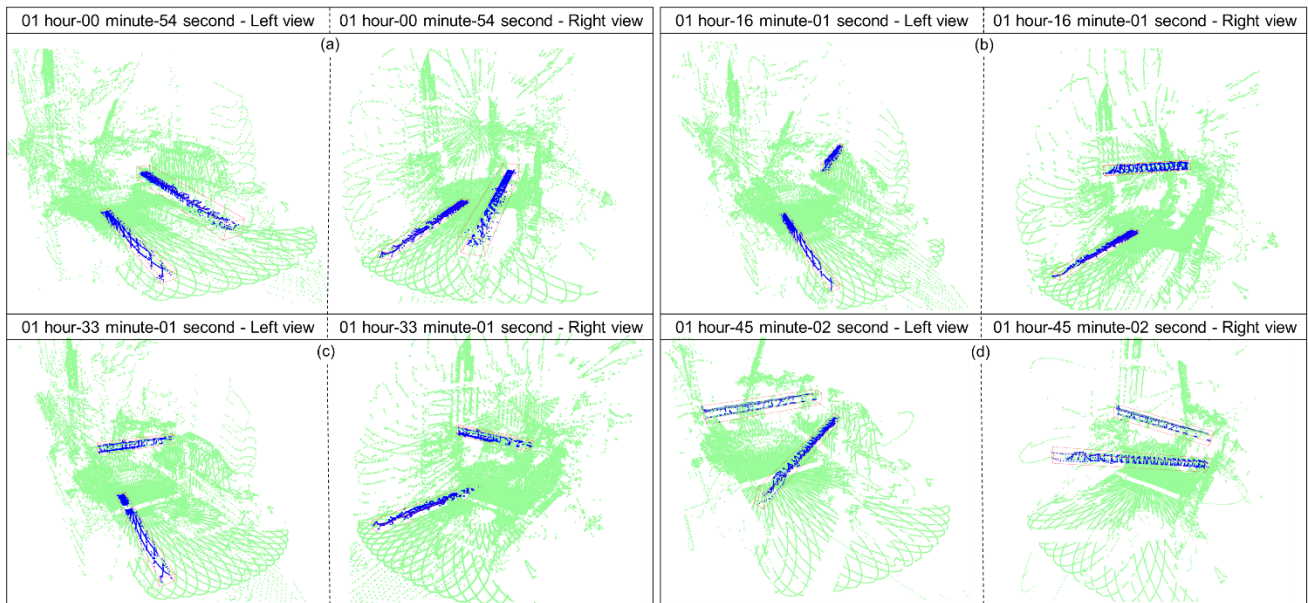 01 hour-00 minute-54 second - Left view
01 hour-00 minute-54 second - Right view
(a)
01 hour-16 minute-01 second - Left view
01 hour-16 minute-01 second - Right view
(b)
01 hour-33 minute-01 second - Left view
01 hour-33 minute-01 second - Right view
(c)
01 hour-45 minute-02 second - Left view
01 hour-45 minute-02 second - Right view
(d)